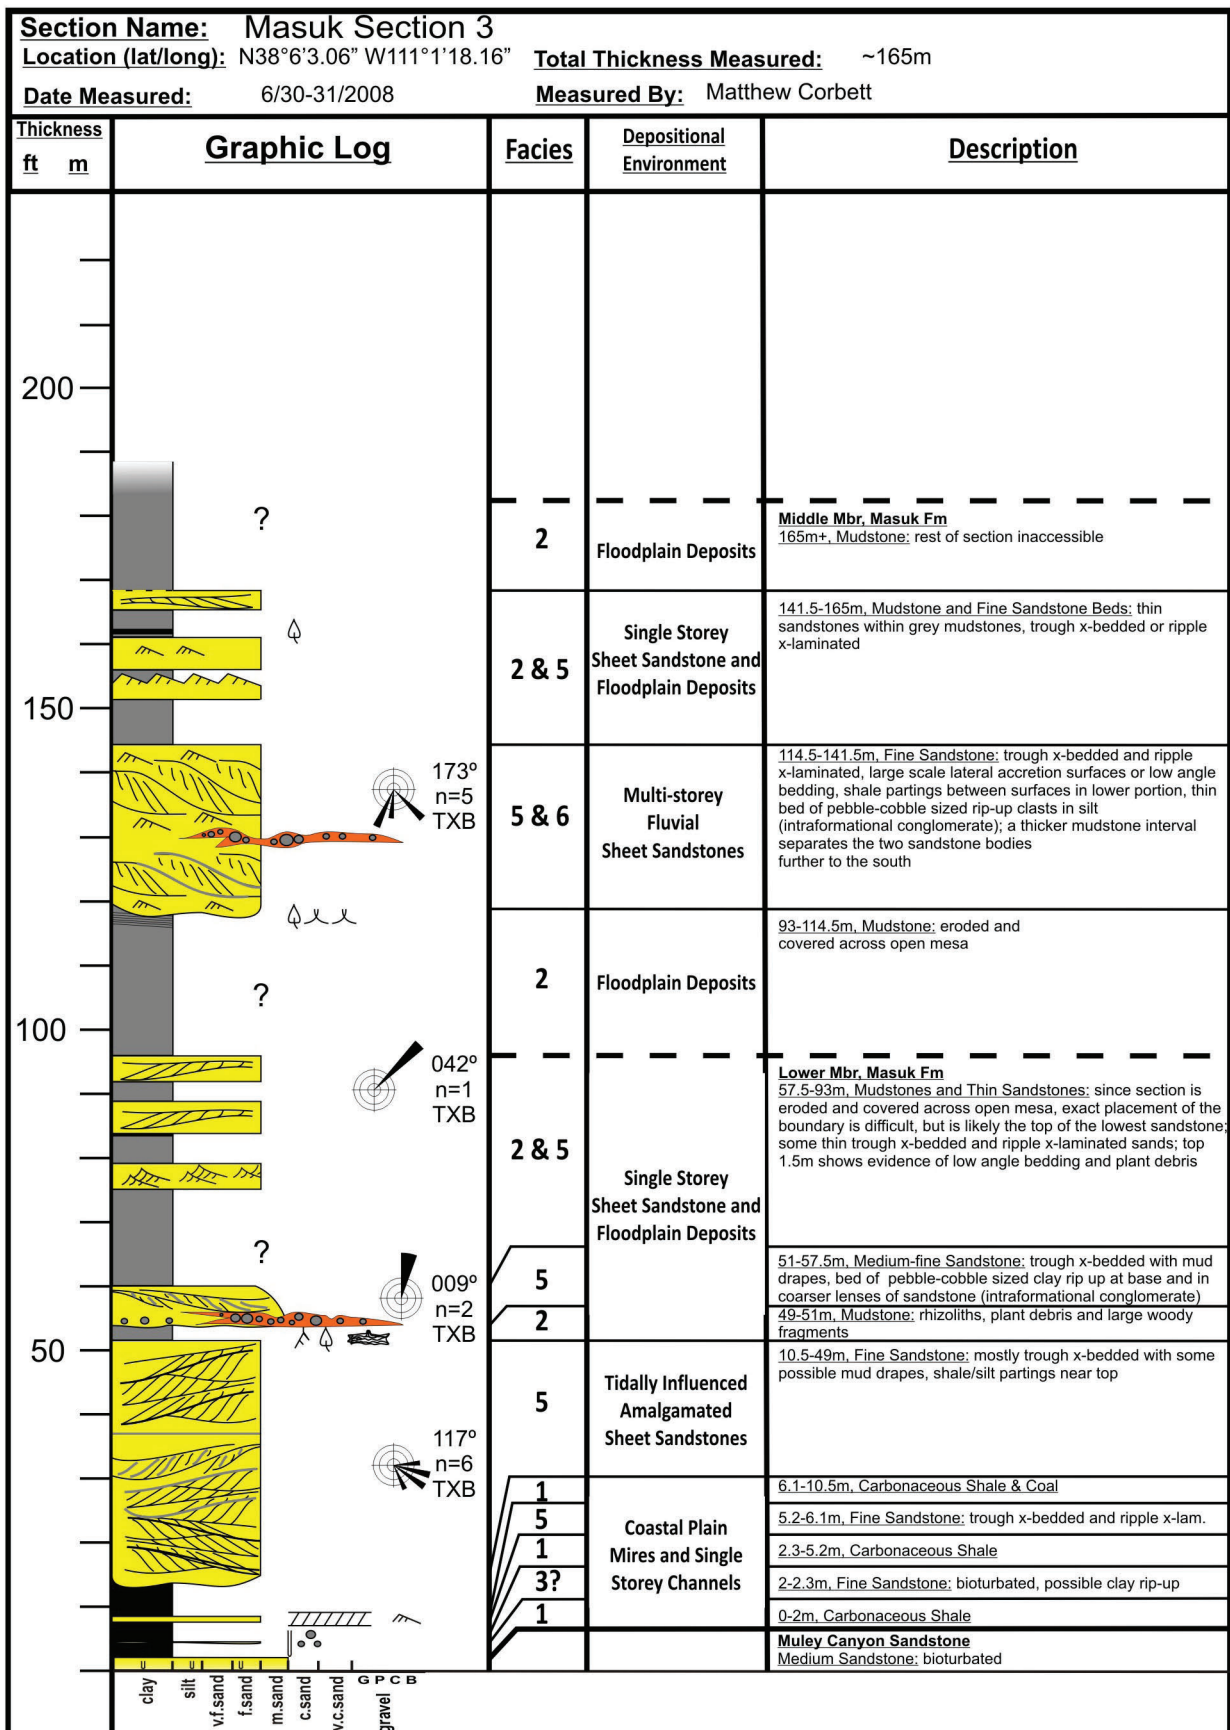 Section Name: Masuk Section 3
Location (lat/long): N38°6’3.06” W111°1’18.16” Total Thickness Measured: ~165m
Date Measured: 6/30-31/2008 Measured By: Matthew Corbett
Thickness
ft m
Graphic Log
Facies
Depositional
Environment
Description
200
150
100
50
?
?
?
173º
n=5
TXB
042º
n=1
TXB
009º
n=2
TXB
117º
n=6
TXB
2
Floodplain Deposits
Middle Mbr, Masuk Fm
165m+, Mudstone: rest of section inaccessible
2 & 5
Single Storey
Sheet Sandstone and
Floodplain Deposits
141.5-165m, Mudstone and Fine Sandstone Beds: thin
sandstones within grey mudstones, trough x-bedded or ripple
x-laminated
5 & 6
Multi-storey
Fluvial
Sheet Sandstones
114.5-141.5m, Fine Sandstone: trough x-bedded and ripple
x-laminated, large scale lateral accretion surfaces or low angle
bedding, shale partings between surfaces in lower portion, thin
bed of pebble-cobble sized rip-up clasts in silt
(intraformational conglomerate); a thicker mudstone interval
separates the two sandstone bodies
further to the south
2
Floodplain Deposits
93-114.5m, Mudstone: eroded and
covered across open mesa
2 & 5
Single Storey
Sheet Sandstone and
Floodplain Deposits
Lower Mbr, Masuk Fm
57.5-93m, Mudstones and Thin Sandstones: since section is
eroded and covered across open mesa, exact placement of the
boundary is difficult, but is likely the top of the lowest sandstone;
some thin trough x-bedded and ripple x-laminated sands; top
1.5m shows evidence of low angle bedding and plant debris
5
51-57.5m, Medium-fine Sandstone: trough x-bedded with mud
drapes, bed of pebble-cobble sized clay rip up at base and in
coarser lenses of sandstone (intraformational conglomerate)
2
49-51m, Mudstone: rhizoliths, plant debris and large woody
fragments
5
Tidally Influenced
Amalgamated
Sheet Sandstones
10.5-49m, Fine Sandstone: mostly trough x-bedded with some
possible mud drapes, shale/silt partings near top
Coastal Plain
Mires and Single
Storey Channels
1
6.1-10.5m, Carbonaceous Shale & Coal
5
5.2-6.1m, Fine Sandstone: trough x-bedded and ripple x-lam.
1
2.3-5.2m, Carbonaceous Shale
3?
2-2.3m, Fine Sandstone: bioturbated, possible clay rip-up
1
0-2m, Carbonaceous Shale
Muley Canyon Sandstone
Medium Sandstone: bioturbated
clay
silt
v.f.sand
f.sand
m.sand
c.sand
v.c.sand
G P C B
gravel